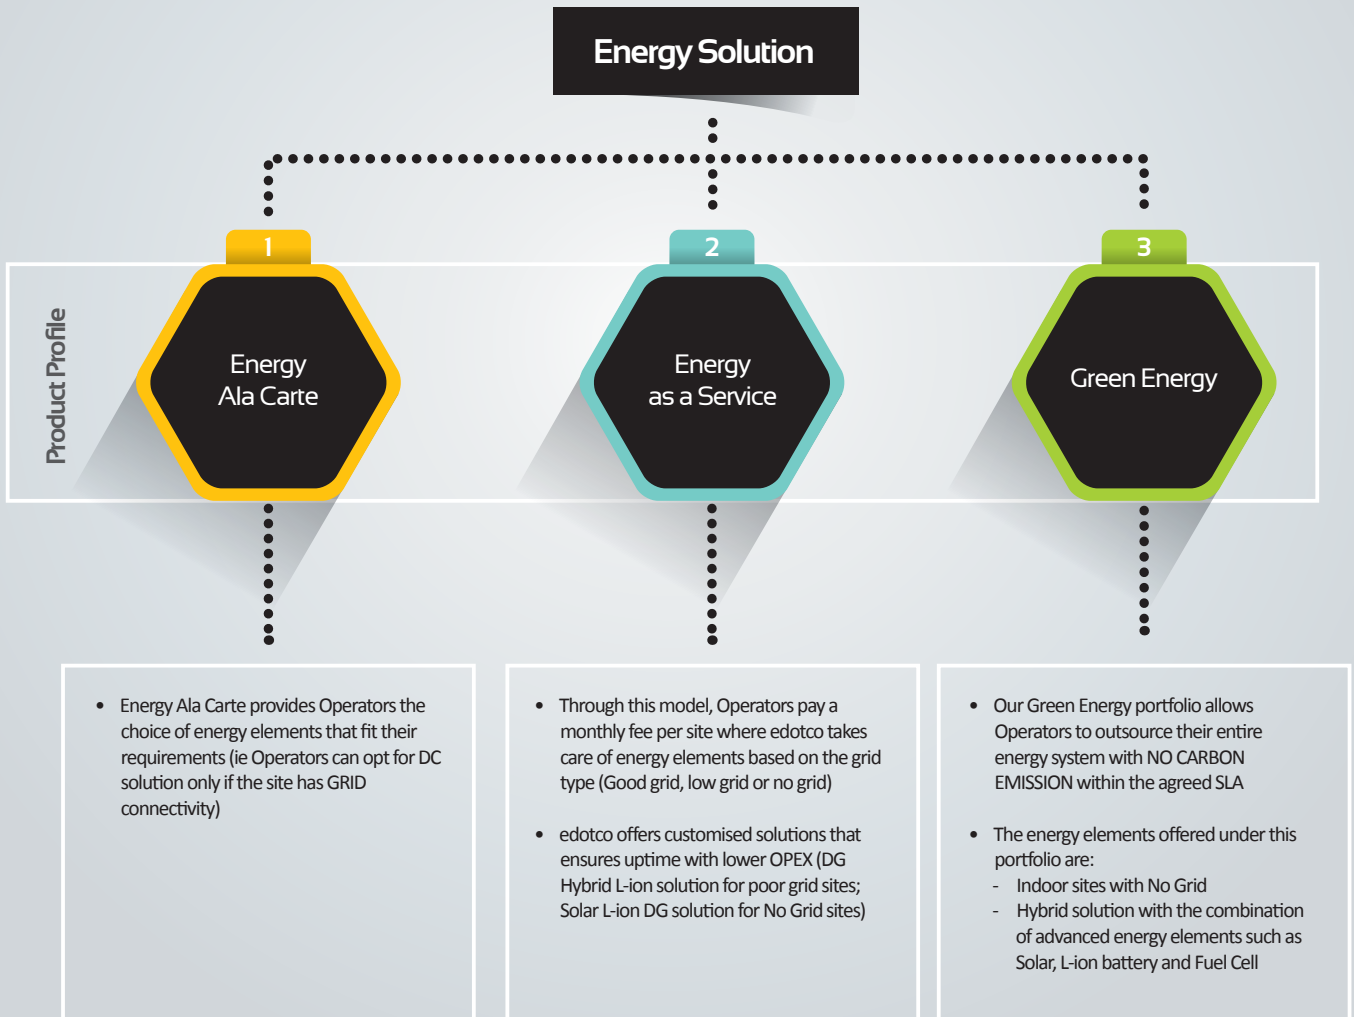 Energy Solution
1
2
3
Product Profile
Energy
Ala Carte
Energy
as a Service
Green Energy
• Energy Ala Carte provides Operators the
choice of energy elements that fit their
requirements (ie Operators can opt for DC
solution only if the site has GRID
connectivity)
• Through this model, Operators pay a
monthly fee per site where edotco takes
care of energy elements based on the grid
type (Good grid, low grid or no grid)
• edotco offers customised solutions that
ensures uptime with lower OPEX (DG
Hybrid L-ion solution for poor grid sites;
Solar L-ion DG solution for No Grid sites)
• Our Green Energy portfolio allows
Operators to outsource their entire
energy system with NO CARBON
EMISSION within the agreed SLA
• The energy elements offered under this
portfolio are:
- Indoor sites with No Grid
- Hybrid solution with the combination
of advanced energy elements such as
Solar, L-ion battery and Fuel Cell